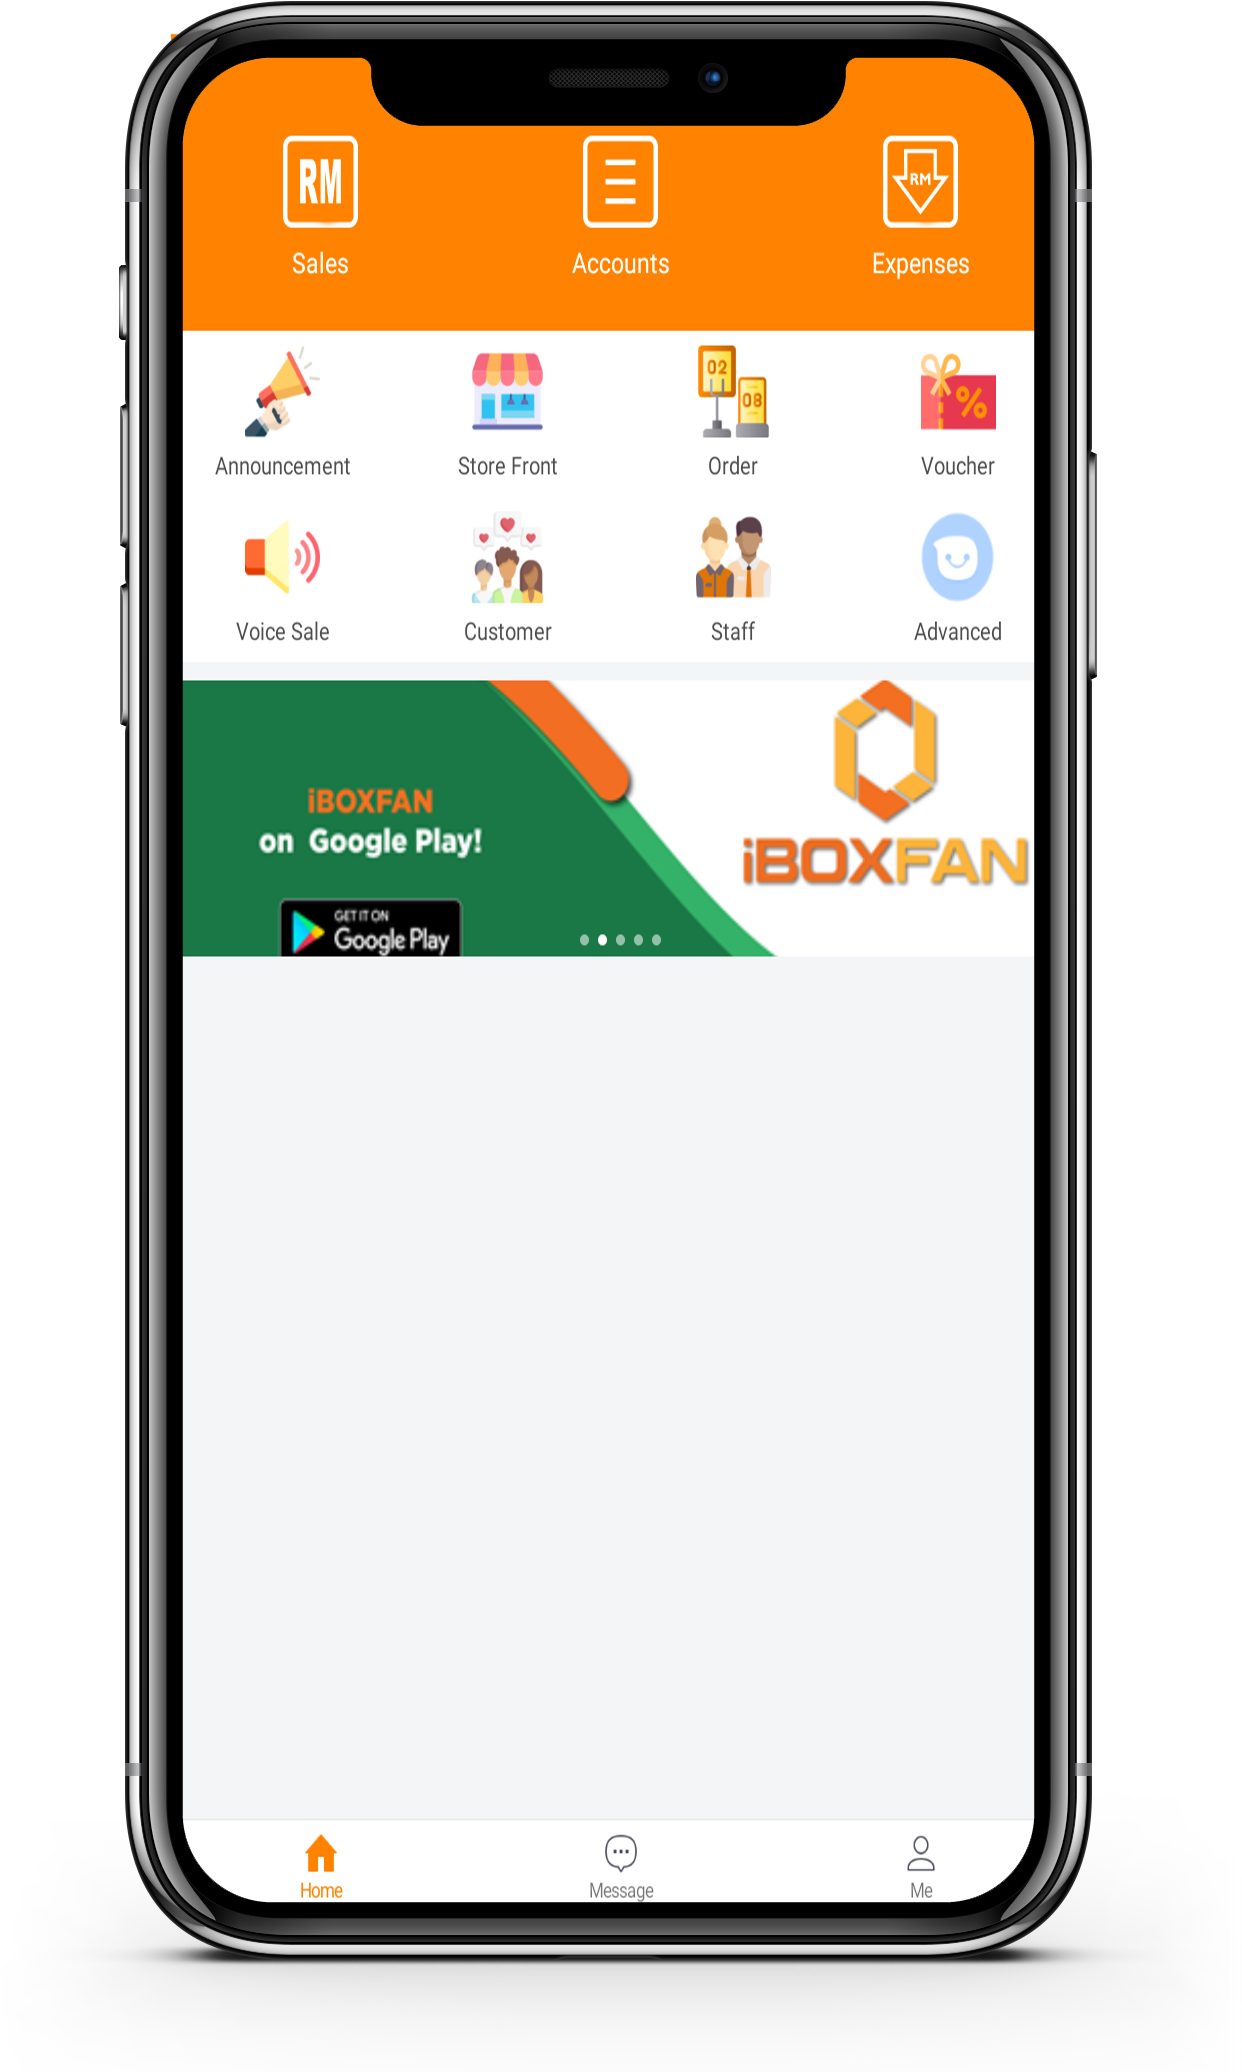 RM
RM
Sales
Accounts
Expenses
02
08
%
Announcement
Store Front
Order
Voucher
Voice Sale
Customer
Staff
Advanced
iBOXFAN
on Google Play!
GET IT ON
Google Play
iBOXFAN
Home
Message
Me